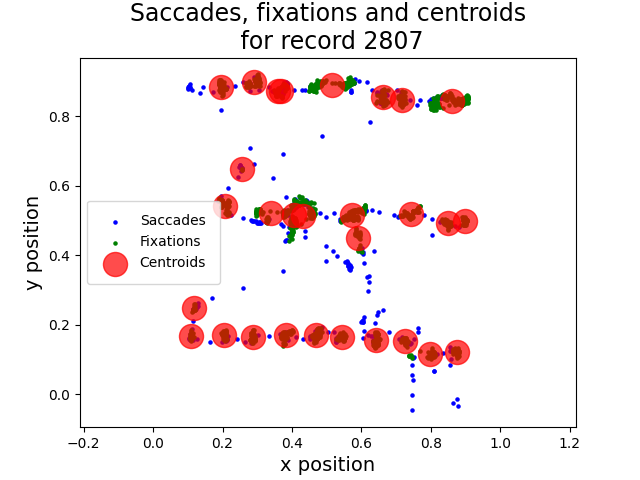 Saccades, fixations and centroids
for record 2807
y position
0.8
0.6
0.4
0.2
0.0
Saccades
Fixations
Centroids
−0.2 0.0 0.2 0.4 0.6 0.8 1.0 1.2
x position